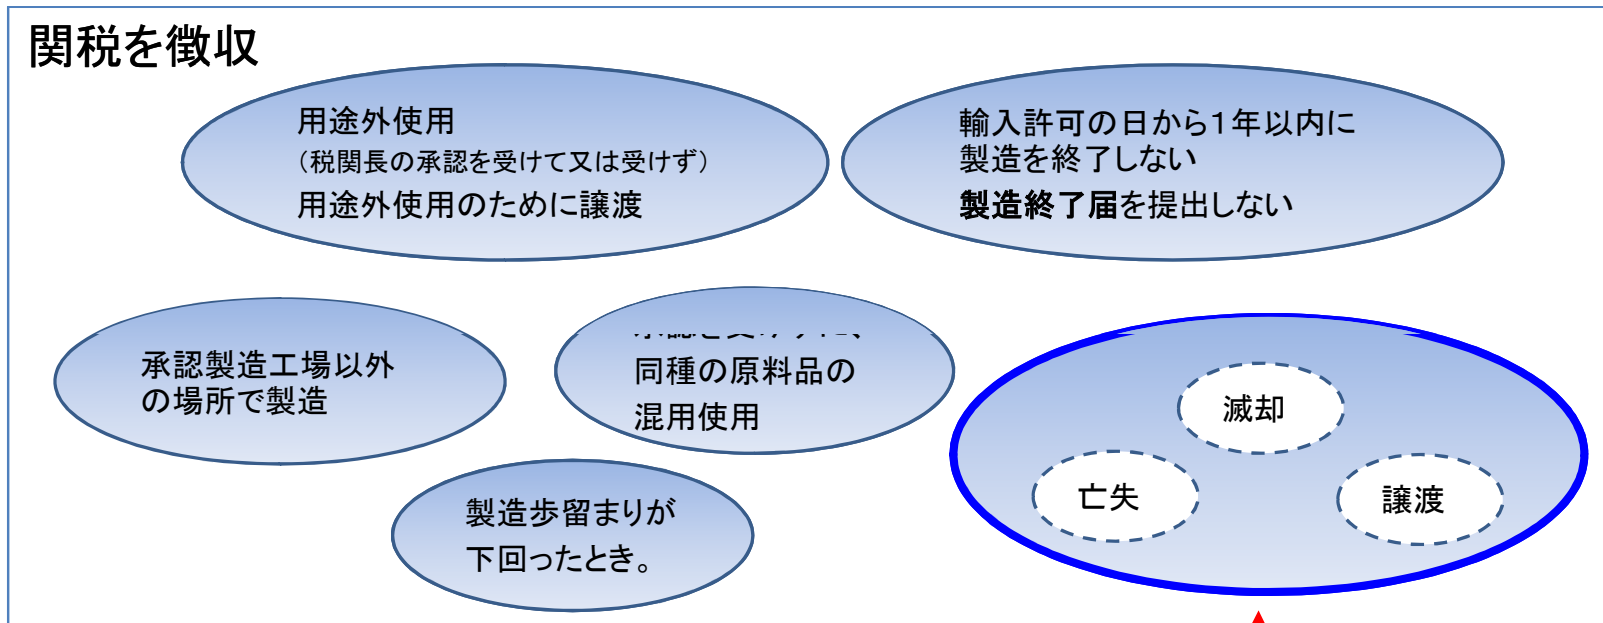 関税を徴収
用途外使用
（税関長の承認を受けて又は受けず）
用途外使用のために譲渡
輸入許可の日から１年以内に
製造を終了しない
製造終了届を提出しない
承認製造工場以外
の場所で製造
同種の原料品の
混用使用
滅却
亡失
譲渡
製造歩留まりが
下回ったとき。